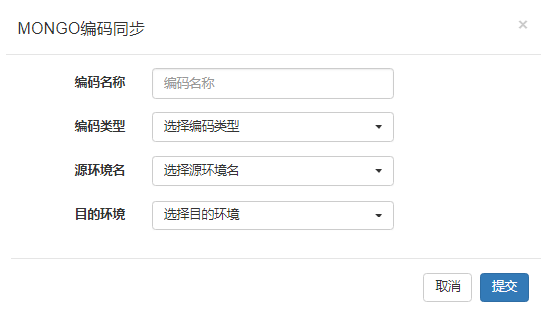 MONGO编码同步 ×
编码名称 编码名称
编码类型 选择编码类型
源环境名 选择源环境名
目的环境 选择目的环境
取消 提交